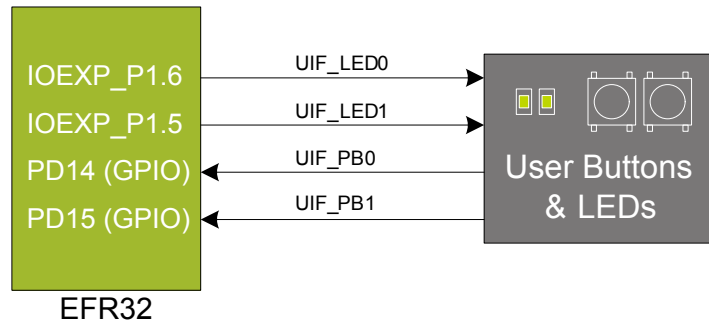 IOEXP_P1.6
UIF_LED0
IOEXP_P1.5
UIF_LED1
PD14 (GPIO)
UIF_PB0
PD15 (GPIO)
UIF_PB1
User Buttons
& LEDs
EFR32